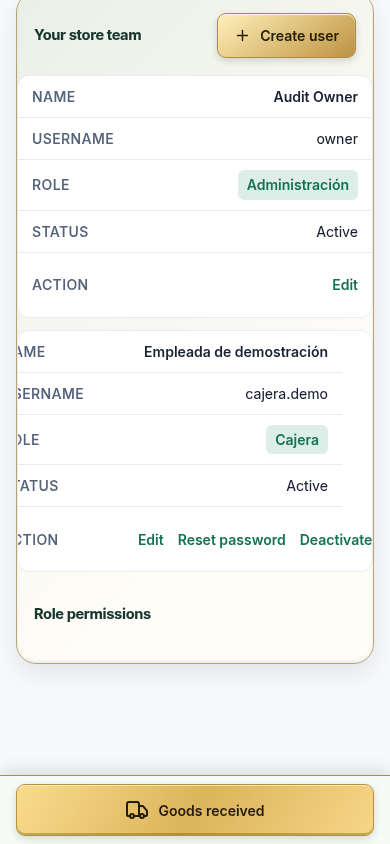 Your store team
+ Create user
NAME Audit Owner
USERNAME owner
ROLE Administración
STATUS Active
ACTION Edit
AME Empleada de demostración
SERNAME cajera.demo
OLE Cajera
TATUS Active
CTION Edit Reset password Deactivate
Role permissions
Goods received